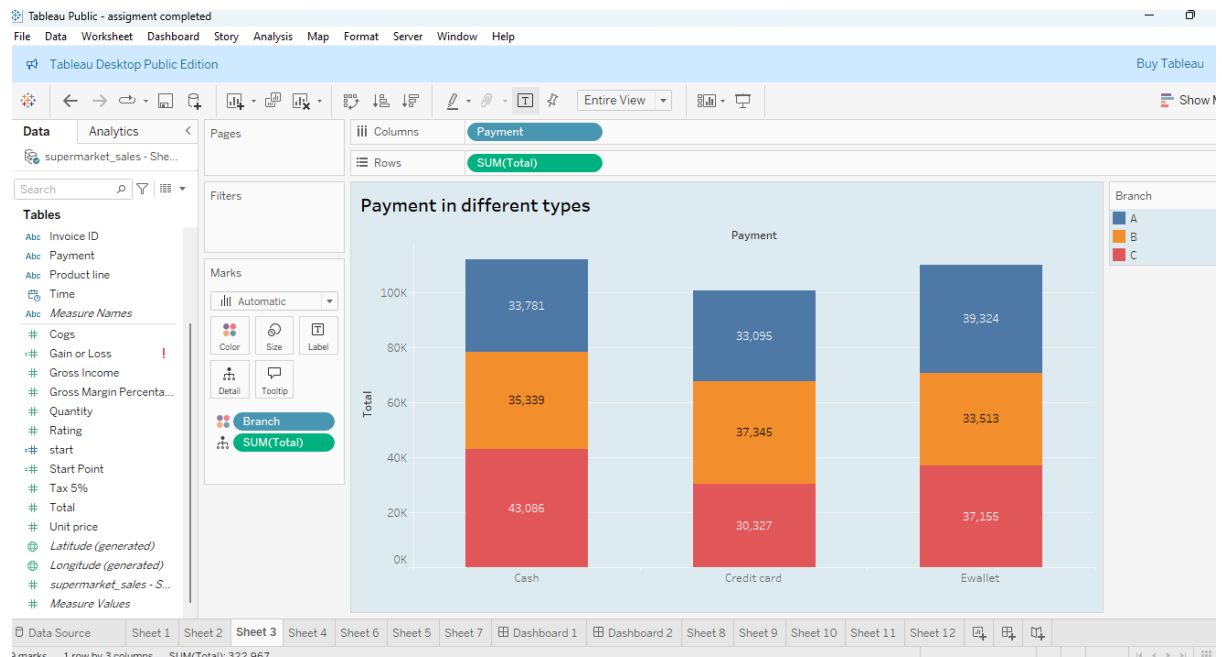 Tableau Public - assigment completed
File Data Worksheet Dashboard Story Analysis Map Format Server Window Help
Tableau Desktop Public Edition Buy Tableau
Entire View Show
Data Analytics
supermarket_sales - She...
Search
Tables
Abc Invoice ID
Abc Payment
Abc Product line
Time
Abc Measure Names
# Cogs
=# Gain or Loss !
# Gross Income
# Gross Margin Percenta...
# Quantity
# Rating
=# start
=# Start Point
# Tax 5%
# Total
# Unit price
Latitude (generated)
Longitude (generated)
# supermarket_sales - S...
# Measure Values
Pages
Filters
Marks
Automatic
Color Size Label
Detail Tooltip
Branch
SUM(Total)
iii Columns Payment
Rows SUM(Total)
Payment in different types
Payment
Total
100K
80K
60K
40K
20K
0K
33,781
35,339
43,086
33,095
37,345
30,327
39,324
33,513
37,155
Cash Credit card Ewallet
Branch
A
B
C
Data Source Sheet 1 Sheet 2 Sheet 3 Sheet 4 Sheet 6 Sheet 5 Sheet 7 Dashboard 1 Dashboard 2 Sheet 8 Sheet 9 Sheet 10 Sheet 11 Sheet 12
9 marks 1 row by 3 columns SUM(Total): 322,967